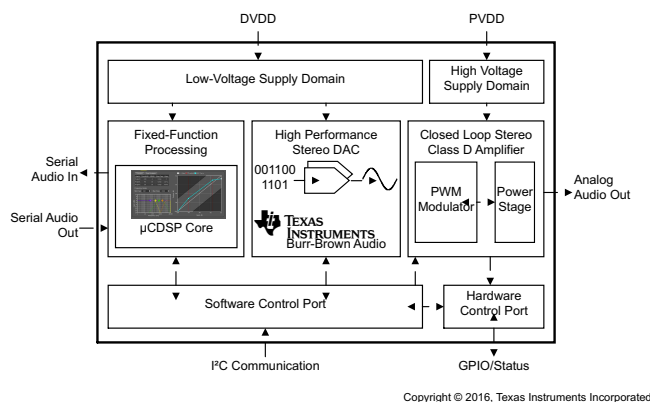 DVDD
PVDD
Low-Voltage Supply Domain
High Voltage
Supply Domain
Fixed-Function
Processing
µCDSP Core
High Performance
Stereo DAC
001100
1101
TEXAS
INSTRUMENTS
Burr-Brown Audio
Closed Loop Stereo
Class D Amplifier
PWM
Modulator
Power
Stage
Serial
Audio In
Serial Audio
Out
Analog
Audio Out
Software Control Port
Hardware
Control Port
I²C Communication
GPIO/Status
Copyright © 2016, Texas Instruments Incorporated